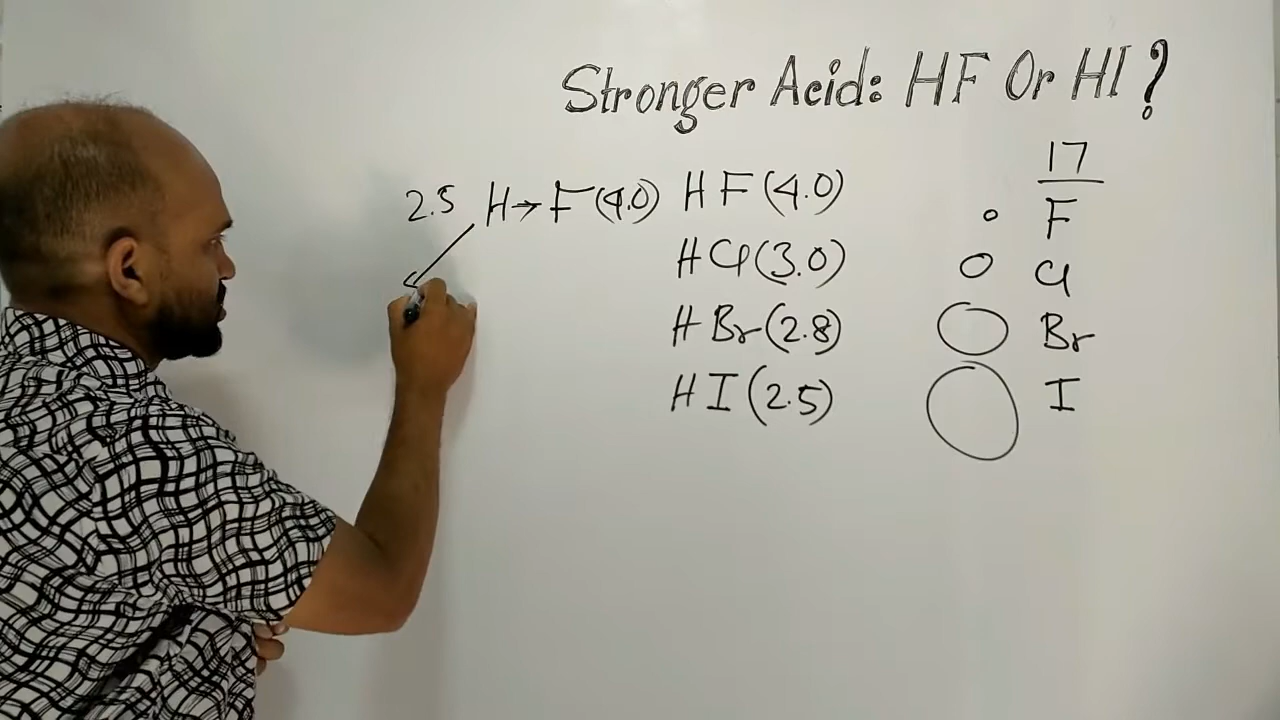 Stronger Acid: HF Or HI?
17
2.5 H→F(4.0) HF(4.0) F
HCl(3.0) Cl
HBr(2.8) Br
HI(2.5) I